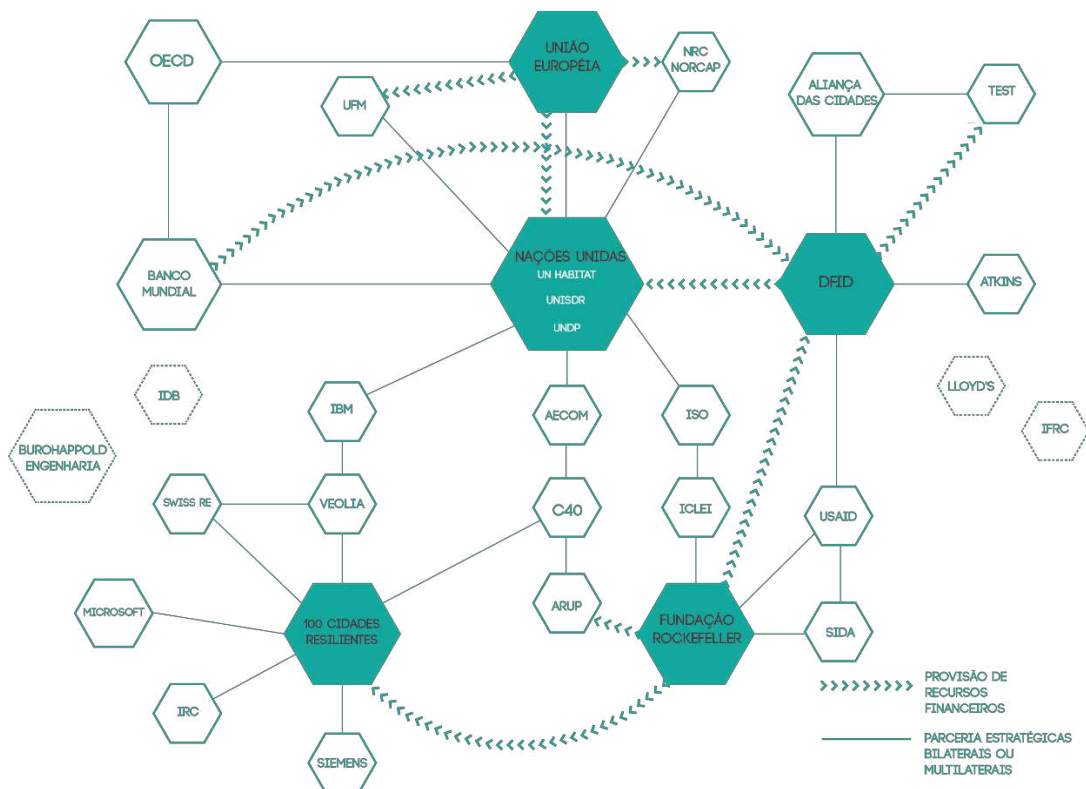 OECD
UNIÃO
EUROPÉIA
NRC
NORCAP
UFM
ALIANÇA
DAS CIDADES
TEST
BANCO
MUNDIAL
NAÇÕES UNIDAS
UN HABITAT
UNISDR
UNDP
DFID
ATKINS
IDB
LLOYD'S
IFRC
BUROHAPPOLD
ENGENHARIA
IBM
AECOM
ISO
SWISS RE
VEOLIA
C40
ICLEI
USAID
MICROSOFT
100 CIDADES
RESILIENTES
ARUP
FUNDAÇÃO
ROCKEFELLER
SIDA
IRC
SIEMENS
PROVISÃO DE
RECURSOS
FINANCEIROS
PARCERIA ESTRATÉGICAS
BILATERAIS OU
MULTILATERAIS